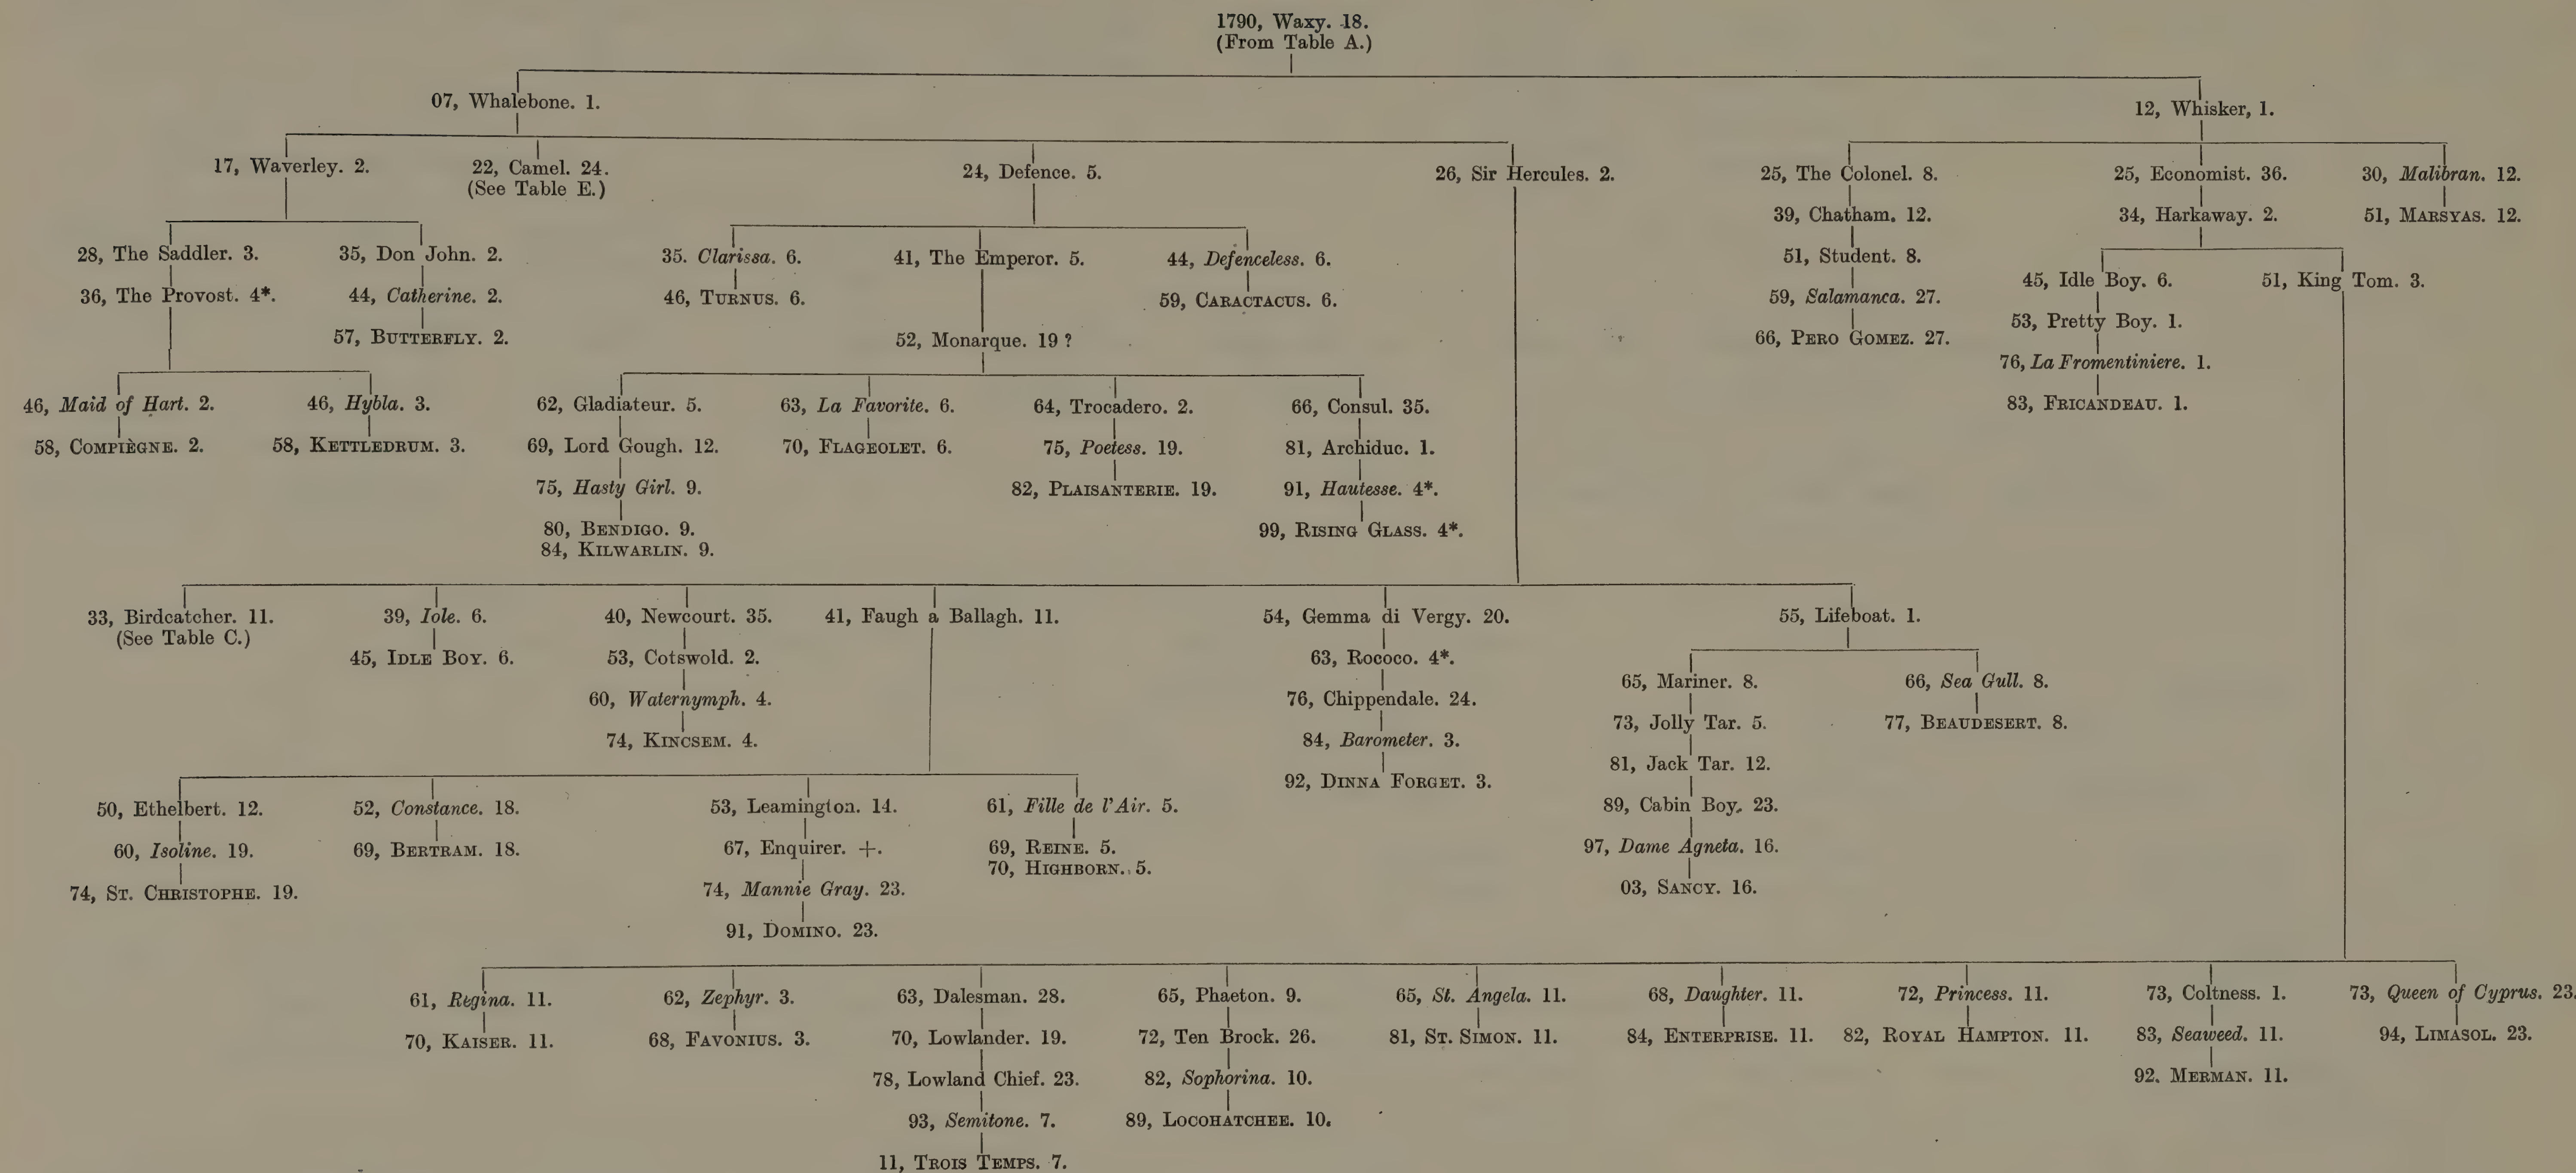 1790, Waxy. 18.
(From Table A.)
07, Whalebone. 1.
12, Whisker, 1.
17, Waverley. 2.
22, Camel. 24.
(See Table E.)
24, Defence. 5.
26, Sir Hercules. 2.
25, The Colonel. 8.
25, Economist. 36.
30, Malibran. 12.
39, Chatham. 12.
34, Harkaway. 2.
51, MARSYAS. 12.
28, The Saddler. 3.
35, Don John. 2.
35. Clarissa. 6.
41, The Emperor. 5.
44, Defenceless. 6.
51, Student. 8.
45, Idle Boy. 6.
51, King Tom. 3.
36, The Provost. 4*.
44, Catherine. 2.
46, TURNUS. 6.
59, CARACTACUS. 6.
59, Salamanca. 27.
53, Pretty Boy. 1.
57, BUTTERFLY. 2.
52, Monarque. 19 ?
66, PERO GOMEZ. 27.
76, La Fromentiniere. 1.
46, Maid of Hart. 2.
46, Hybla. 3.
62, Gladiateur. 5.
63, La Favorite. 6.
64, Trocadero. 2.
66, Consul. 35.
83, FRICANDEAU. 1.
58, COMPIÈGNE. 2.
58, KETTLEDRUM. 3.
69, Lord Gough. 12.
70, FLAGEOLET. 6.
75, Poetess. 19.
81, Archiduc. 1.
75, Hasty Girl. 9.
82, PLAISANTERIE. 19.
91, Hautesse. 4*.
80, BENDIGO. 9.
84, KILWARLIN. 9.
99, RISING GLASS. 4*.
33, Birdcatcher. 11.
(See Table C.)
39, Iole. 6.
40, Newcourt. 35.
41, Faugh a Ballagh. 11.
54, Gemma di Vergy. 20.
55, Lifeboat. 1.
45, IDLE BOY. 6.
53, Cotswold. 2.
63, Rococo. 4*.
65, Mariner. 8.
66, Sea Gull. 8.
60, Waternymph. 4.
76, Chippendale. 24.
73, Jolly Tar. 5.
77, BEAUDESERT. 8.
74, KINCSEM. 4.
84, Barometer. 3.
81, Jack Tar. 12.
92, DINNA FORGET. 3.
50, Ethelbert. 12.
52, Constance. 18.
53, Leamington. 14.
61, Fille de l'Air. 5.
89, Cabin Boy. 23.
60, Isoline. 19.
69, BERTRAM. 18.
67, Enquirer. +.
69, REINE. 5.
70, HIGHBORN. 5.
97, Dame Agneta. 16.
74, ST. CHRISTOPHE. 19.
74, Mannie Gray. 23.
03, SANCY. 16.
91, DOMINO. 23.
61, Regina. 11.
62, Zephyr. 3.
63, Dalesman. 28.
65, Phaeton. 9.
65, St. Angela. 11.
68, Daughter. 11.
72, Princess. 11.
73, Coltness. 1.
73, Queen of Cyprus. 23.
70, KAISER. 11.
68, FAVONIUS. 3.
70, Lowlander. 19.
72, Ten Brock. 26.
81, ST. SIMON. 11.
84, ENTERPRISE. 11.
82, ROYAL HAMPTON. 11.
83, Seaweed. 11.
94, LIMASOL. 23.
78, Lowland Chief. 23.
82, Sophorina. 10.
92. MERMAN. 11.
93, Semitone. 7.
89, LOCOHATCHEE. 10.
11, TROIS TEMPS. 7.